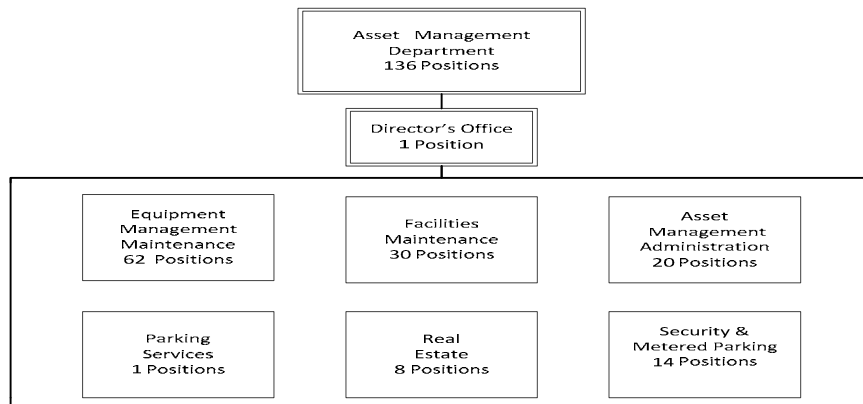 Asset Management
Department
136 Positions
Director's Office
1 Position
Equipment
Management
Maintenance
62 Positions
Facilities
Maintenance
30 Positions
Asset
Management
Administration
20 Positions
Parking
Services
1 Positions
Real
Estate
8 Positions
Security &
Metered Parking
14 Positions